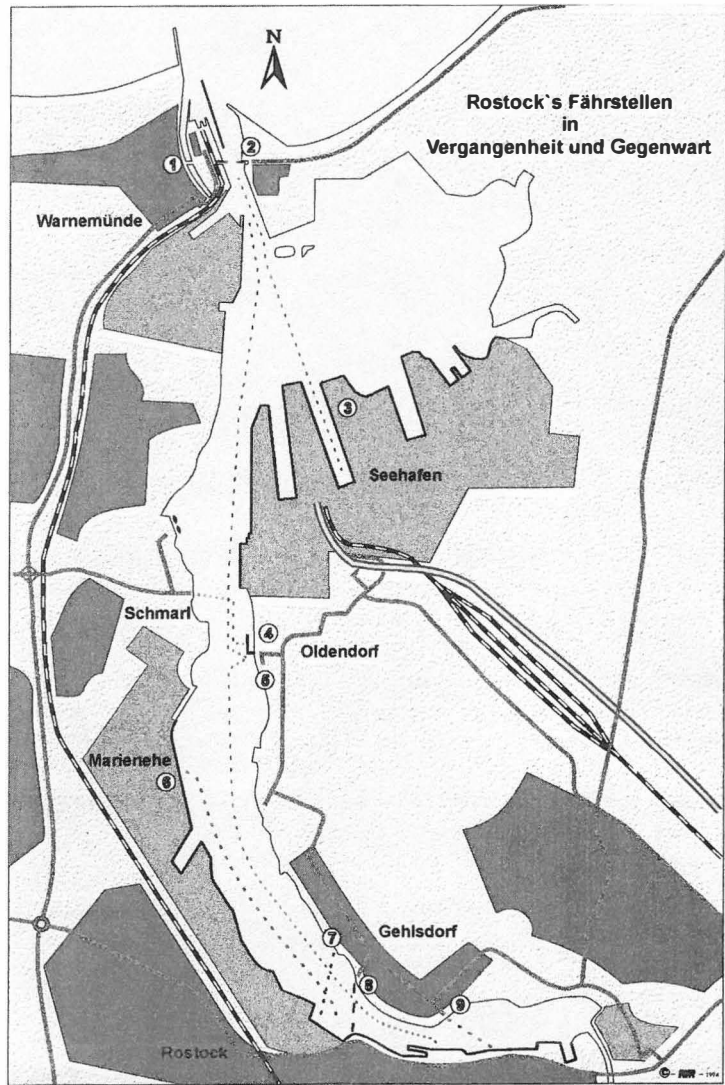 N
Rostock`s Fährstellen
in
Vergangenheit und Gegenwart
2
1
Warnemünde
3
Seehafen
Schmarl
4
Oldendorf
5
Marienehe
6
7
Gehlsdorf
8
9
Rostock
© - - 1994